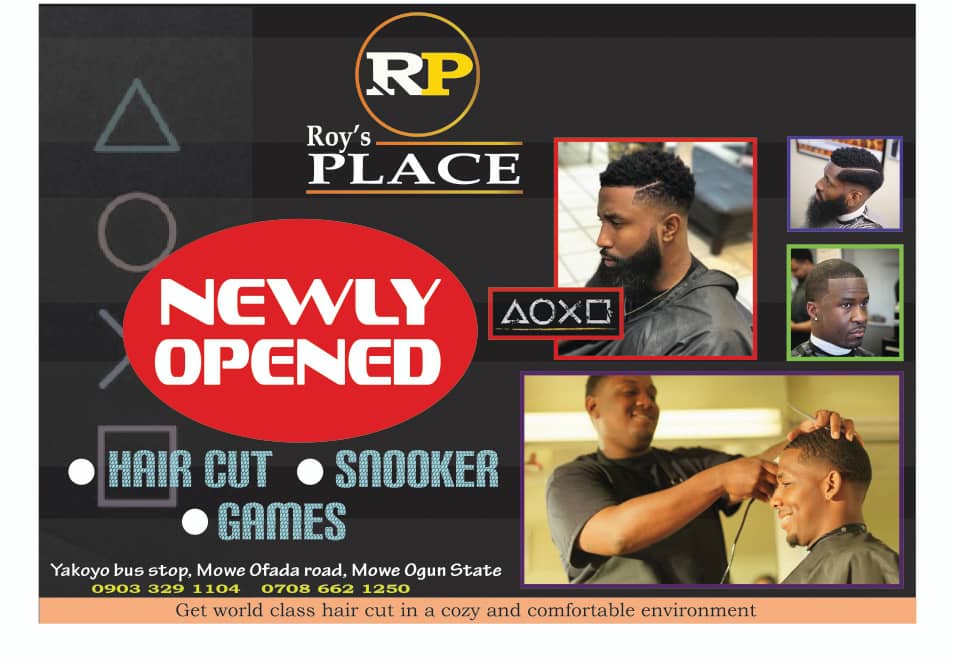 RP
Roy's
PLACE
NEWLY
OPENED
HAIR CUT
SNOOKER
GAMES
Yakoyo bus stop, Mowe Ofada road, Mowe Ogun State
0903 329 1104 0708 662 1250
Get world class hair cut in a cozy and comfortable environment